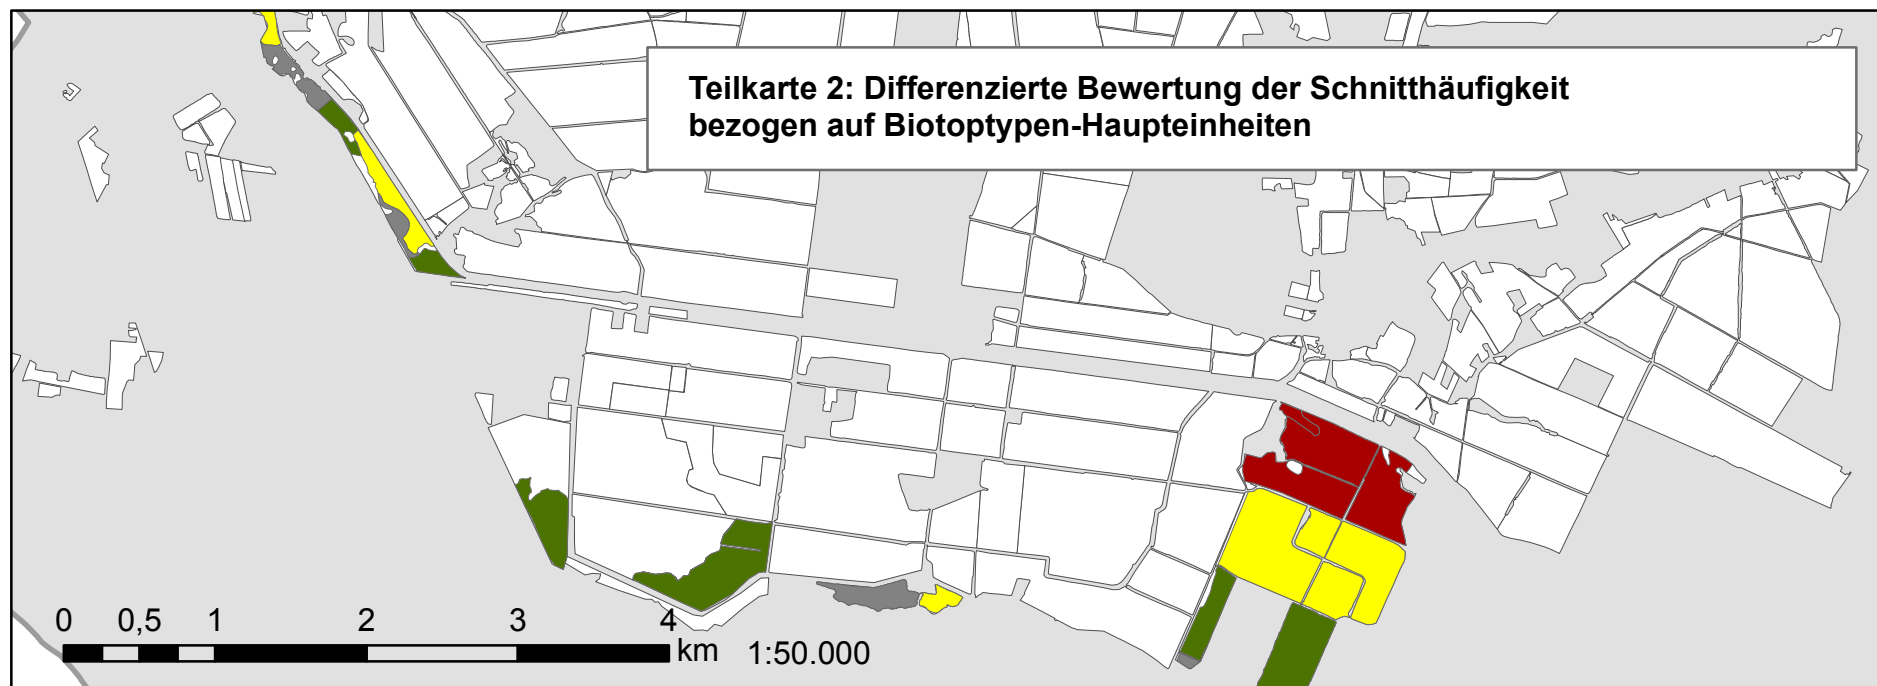 Teilkarte 2: Differenzierte Bewertung der Schnitthäufigkeit
bezogen auf Biotoptypen-Haupteinheiten
0 0,5 1 2 3 4
km 1:50.000